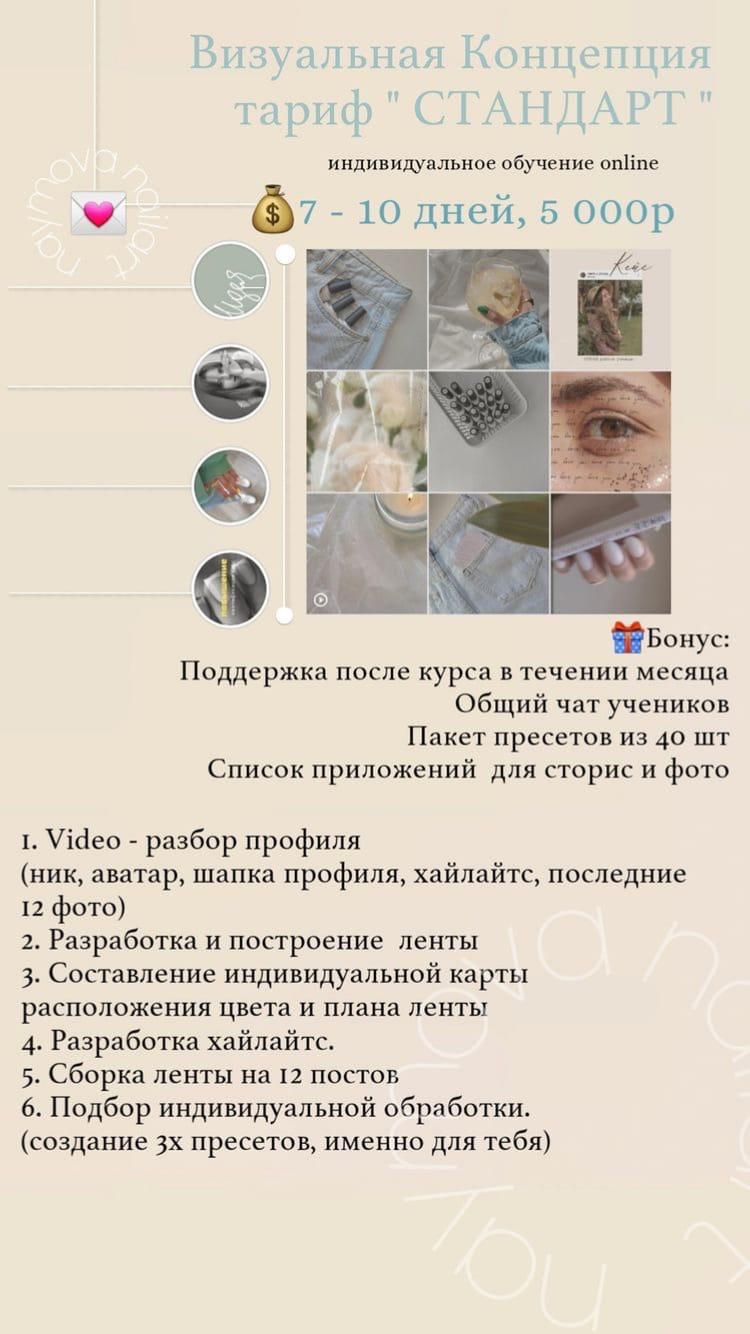 Визуальная Концепция
тариф " СТАНДАРТ "
индивидуальное обучение online
naymova nailart
7 - 10 дней, 5 000р
Идея
Кейс
Бонус:
Поддержка после курса в течении месяца
Общий чат учеников
Пакет пресетов из 40 шт
Список приложений для сторис и фото
1. Video - разбор профиля
(ник, аватар, шапка профиля, хайлайтс, последние
12 фото)
2. Разработка и построение ленты
3. Составление индивидуальной карты
расположения цвета и плана ленты
4. Разработка хайлайтс.
5. Сборка ленты на 12 постов
6. Подбор индивидуальной обработки.
(создание 3х пресетов, именно для тебя)
naymova nailart